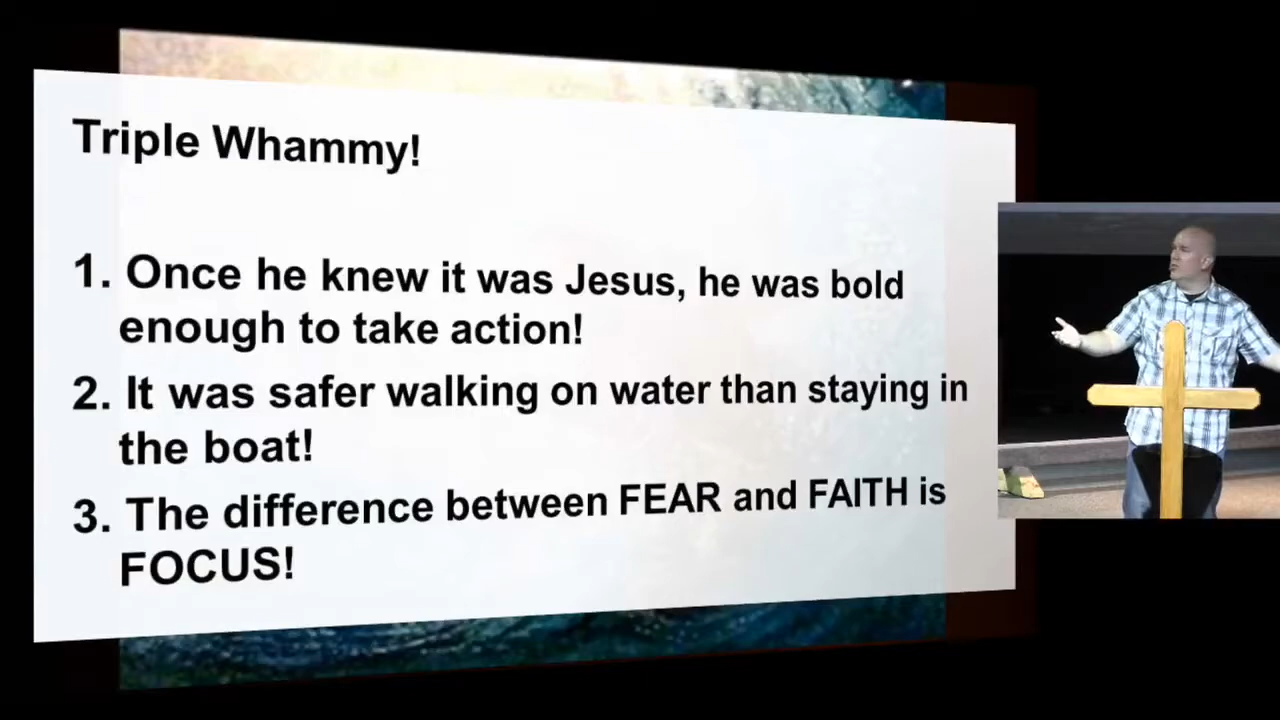 Triple Whammy!
1. Once he knew it was Jesus, he was bold
enough to take action!
2. It was safer walking on water than staying in
the boat!
3. The difference between FEAR and FAITH is
FOCUS!